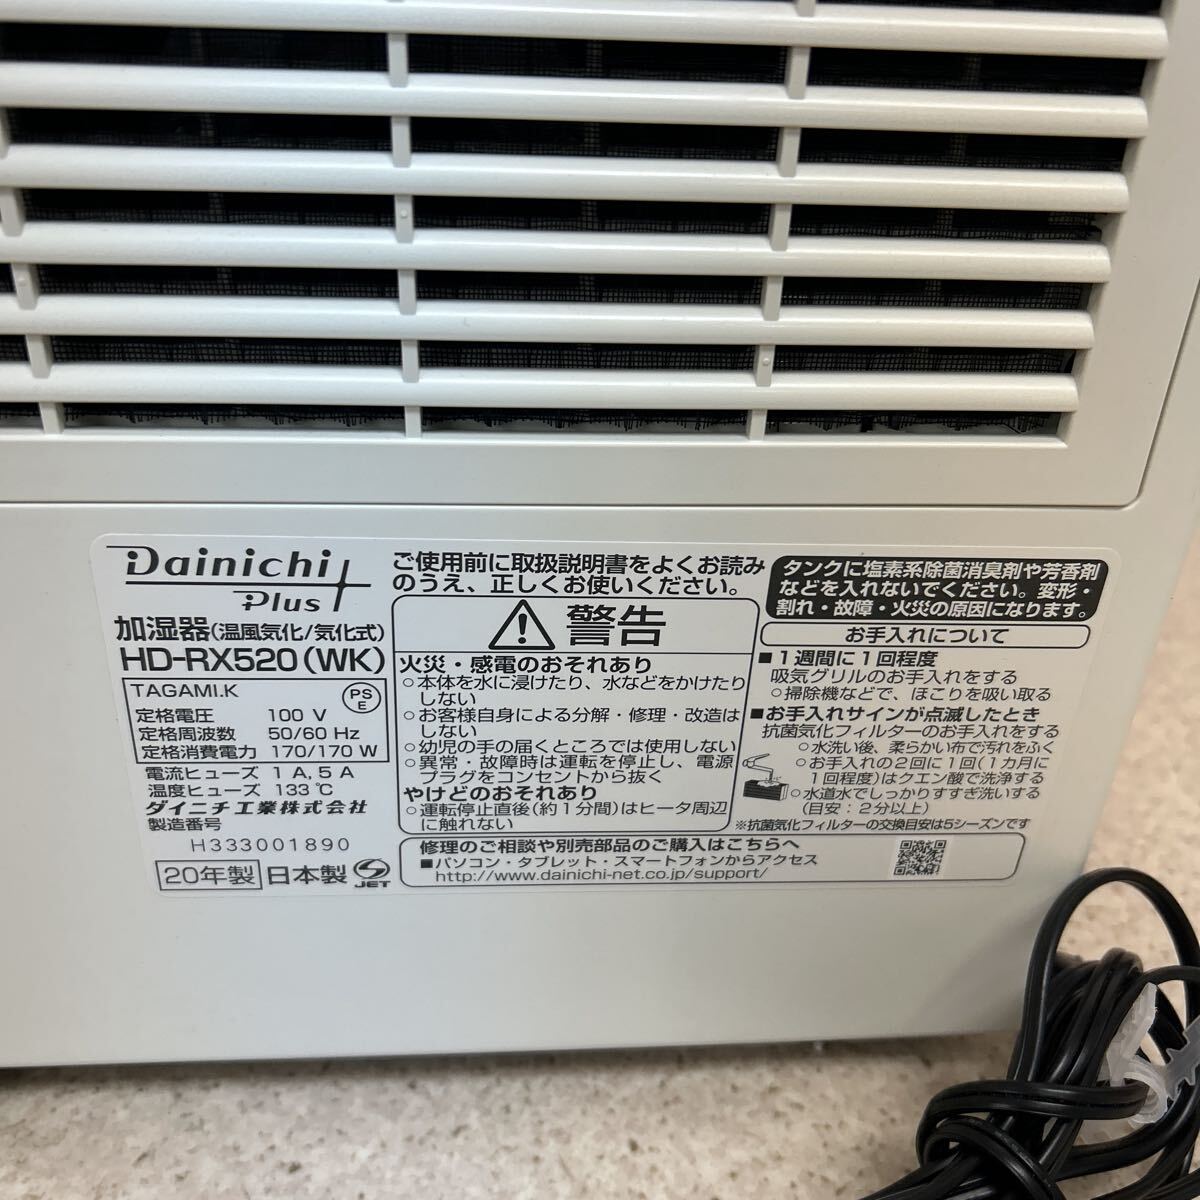 Dainichi
Plus
加湿器(温風気化/気化式)
HD-RX520(WK)
TAGAMI.K
PS
E
定格電圧 100 V
定格周波数 50/60 Hz
定格消費電力 170/170 W
電流ヒューズ 1 A, 5 A
温度ヒューズ 133 ℃
ダイニチ工業株式会社
製造番号
H333001890
20年製 日本製 JET
ご使用前に取扱説明書をよくお読み
のうえ、正しくお使いください。
警告
火災・感電のおそれあり
○本体を水に浸けたり、水などをかけたり
しない
○お客様自身による分解・修理・改造は
しない
○幼児の手の届くところでは使用しない
○異常・故障時は運転を停止し、電源
プラグをコンセントから抜く
やけどのおそれあり
○運転停止直後(約1分間)はヒータ周辺
に触れない
タンクに塩素系除菌消臭剤や芳香剤
などを入れないでください。変形・
割れ・故障・火災の原因になります。
お手入れについて
■1週間に1回程度
吸気グリルのお手入れをする
○掃除機などで、ほこりを吸い取る
■お手入れサインが点滅したとき
抗菌気化フィルターのお手入れをする
○水洗い後、柔らかい布で汚れをふく
○お手入れの2回に1回(1カ月に
1回程度)はクエン酸で洗浄する
○水道水でしっかりすすぎ洗いする
(目安:2分以上)
※抗菌気化フィルターの交換目安は5シーズンです
修理のご相談や別売部品のご購入はこちらへ
■パソコン・タブレット・スマートフォンからアクセス
http://www.dainichi-net.co.jp/support/